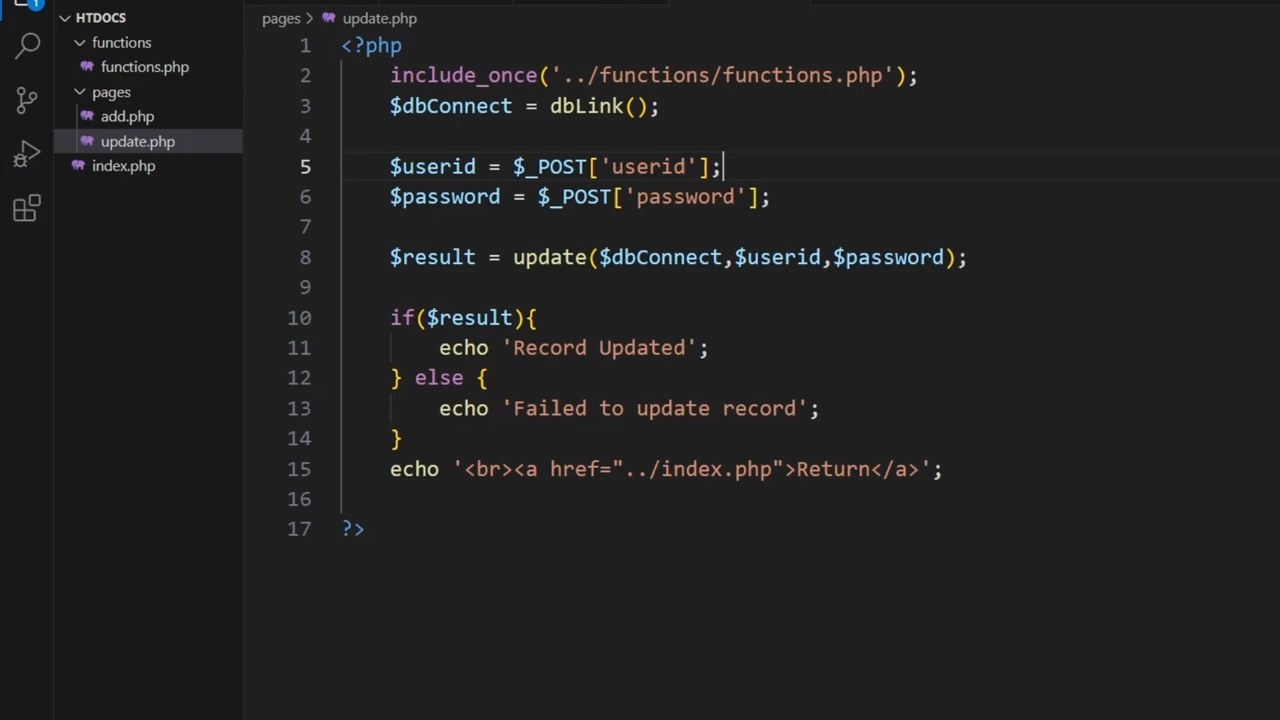 1
HTDOCS
functions
functions.php
pages
add.php
update.php
index.php
pages > update.php
1 <?php
2 include_once('../functions/functions.php');
3 $dbConnect = dbLink();
4
5 $userid = $_POST['userid'];
6 $password = $_POST['password'];
7
8 $result = update($dbConnect,$userid,$password);
9
10 if($result){
11 echo 'Record Updated';
12 } else {
13 echo 'Failed to update record';
14 }
15 echo '<br><a href="../index.php">Return</a>';
16
17 ?>